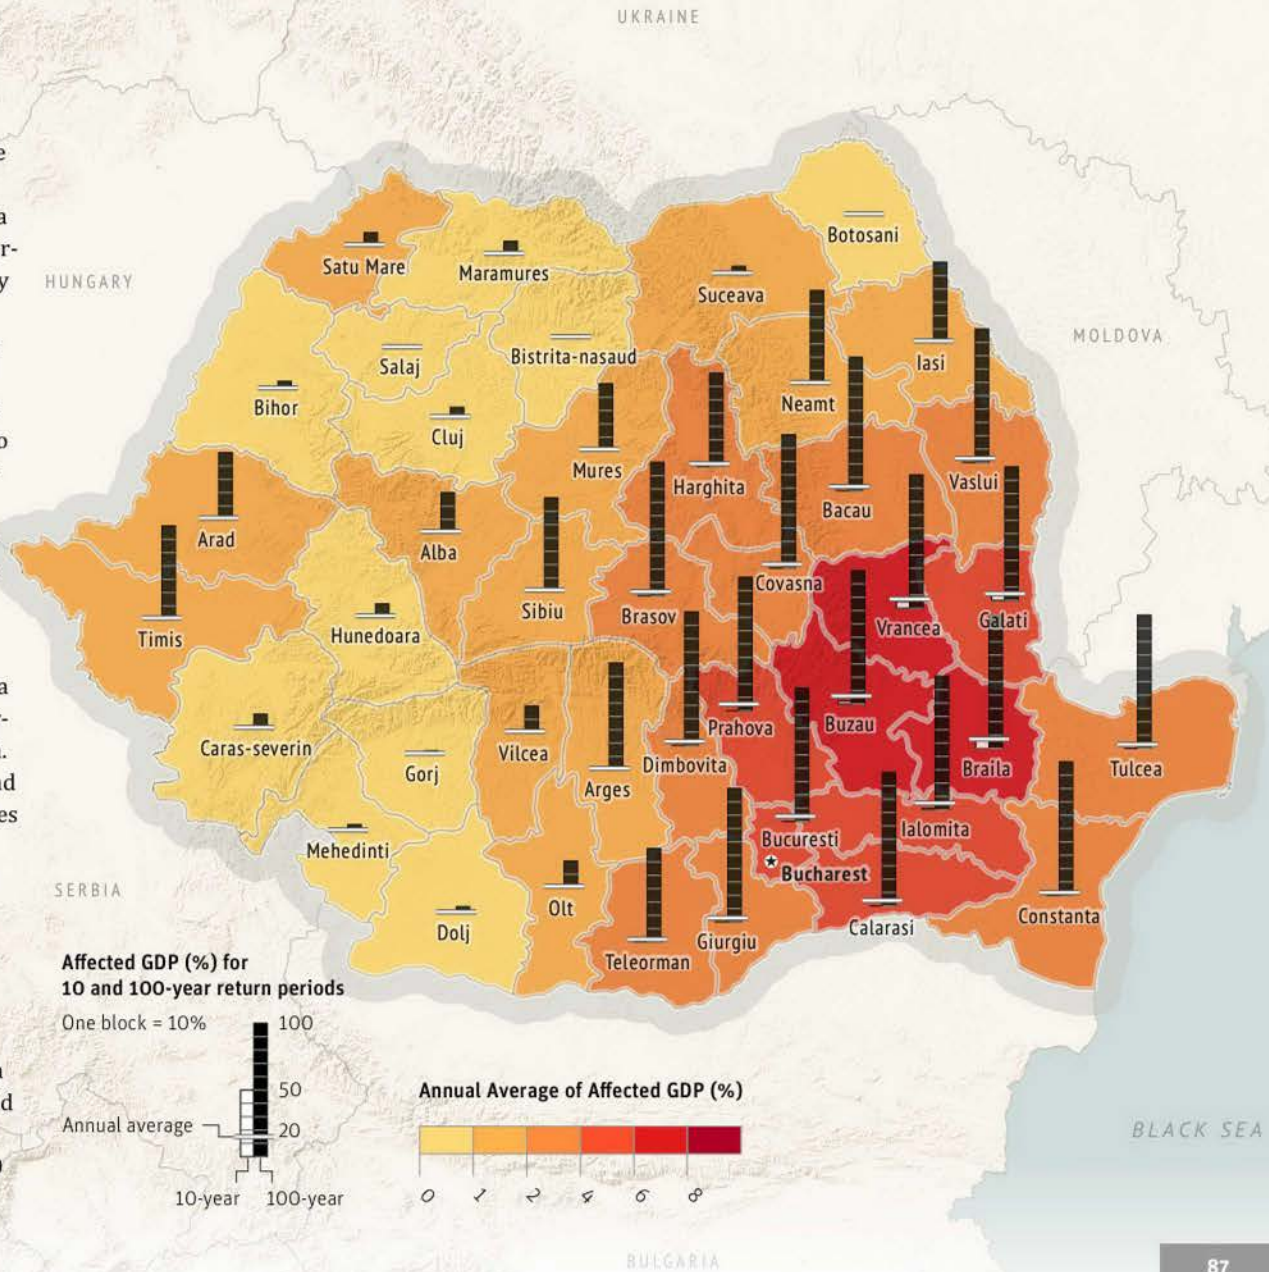 UKRAINE
HUNGARY
MOLDOVA
Botosani
Satu Mare
Maramures
Suceava
Salaj
Bistrita-nasaud
Iasi
Bihor
Cluj
Neamt
Mures
Harghita
Vaslui
Bacau
Arad
Alba
Covasna
Sibiu
Brasov
Vrancea
Galati
Timis
Hunedoara
Caras-severin
Vilcea
Prahova
Buzau
Gorj
Arges
Dimbovita
Braila
Tulcea
Mehedinti
Bucuresti
Ialomita
Bucharest
SERBIA
Olt
Dolj
Teleorman
Giurgiu
Calarasi
Constanta
Affected GDP (%) for
10 and 100-year return periods
One block = 10%
100
50
20
Annual average
10-year
100-year
Annual Average of Affected GDP (%)
0 1 2 4 6 8
BLACK SEA
BULGARIA
87